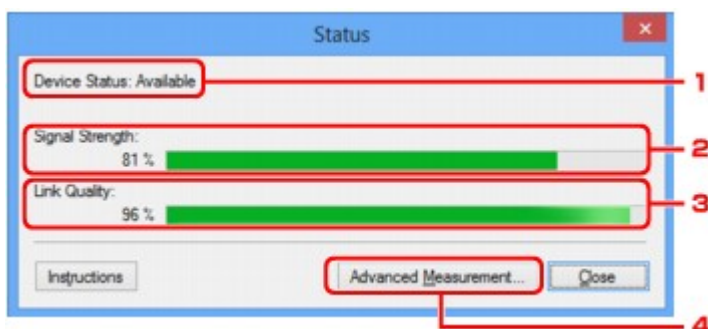 Status
Device Status: Available
1
Signal Strength:
81 %
2
Link Quality:
96 %
3
Instructions
Advanced Measurement...
Close
4